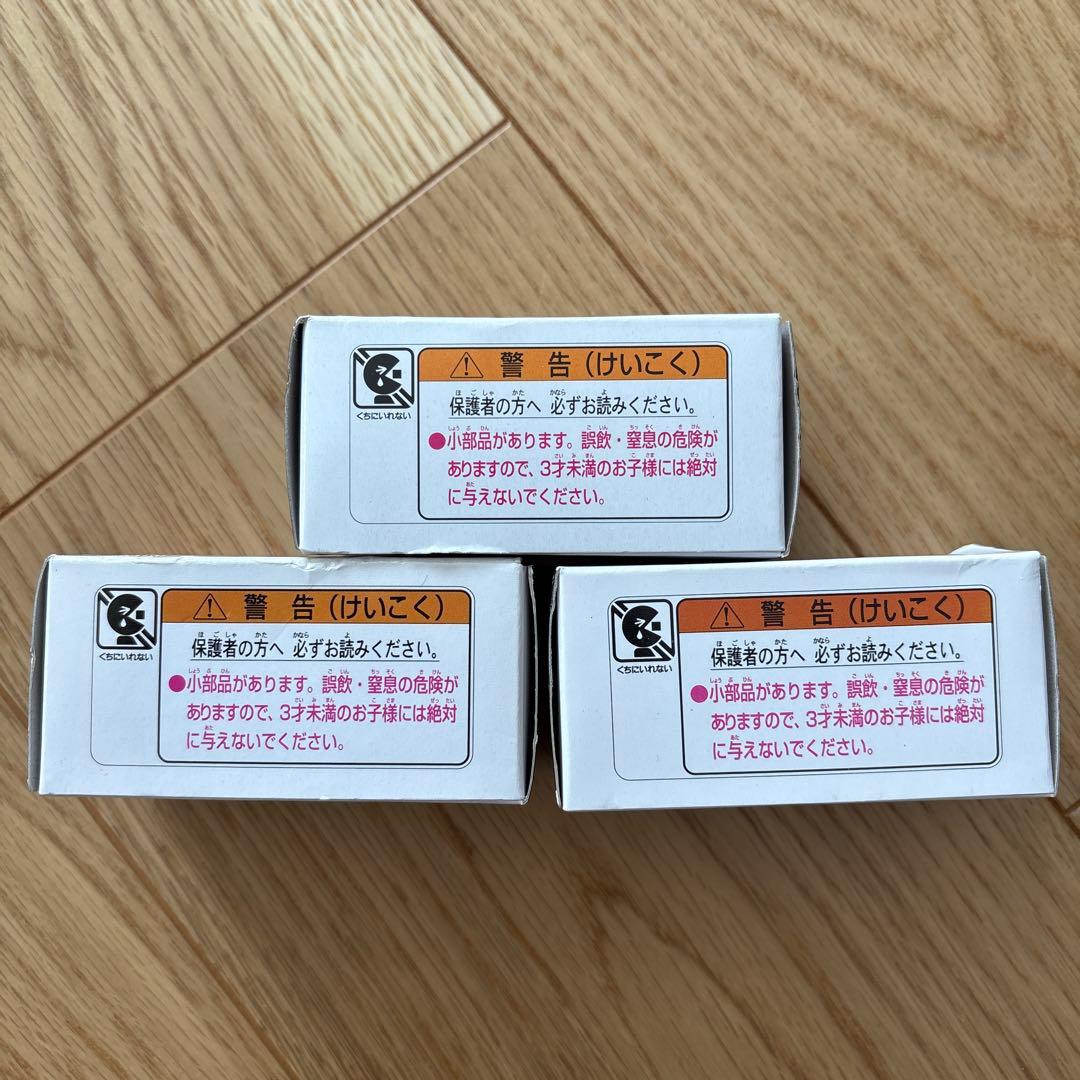 ⚠ 警告（けいこく）
くちにいれない
保護者の方へ 必ずお読みください。
●小部品があります。誤飲・窒息の危険が
ありますので、3才未満のお子様には絶対
に与えないでください。
⚠ 警告（けいこく）
くちにいれない
保護者の方へ 必ずお読みください。
●小部品があります。誤飲・窒息の危険が
ありますので、3才未満のお子様には絶対
に与えないでください。
⚠ 警告（けいこく）
くちにいれない
保護者の方へ 必ずお読みください。
●小部品があります。誤飲・窒息の危険が
ありますので、3才未満のお子様には絶対
に与えないでください。